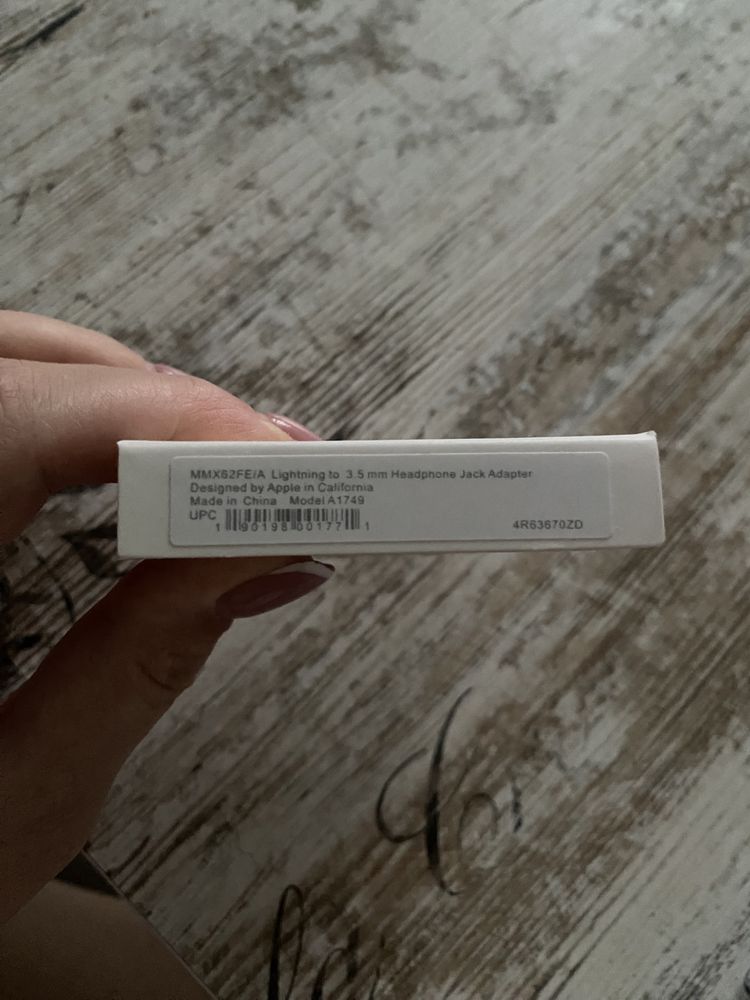 MMX62FE/A Lightning to 3.5 mm Headphone Jack Adapter
Designed by Apple in California
Made in China Model A1749
UPC
1 90198 00177 1
4R63670ZD